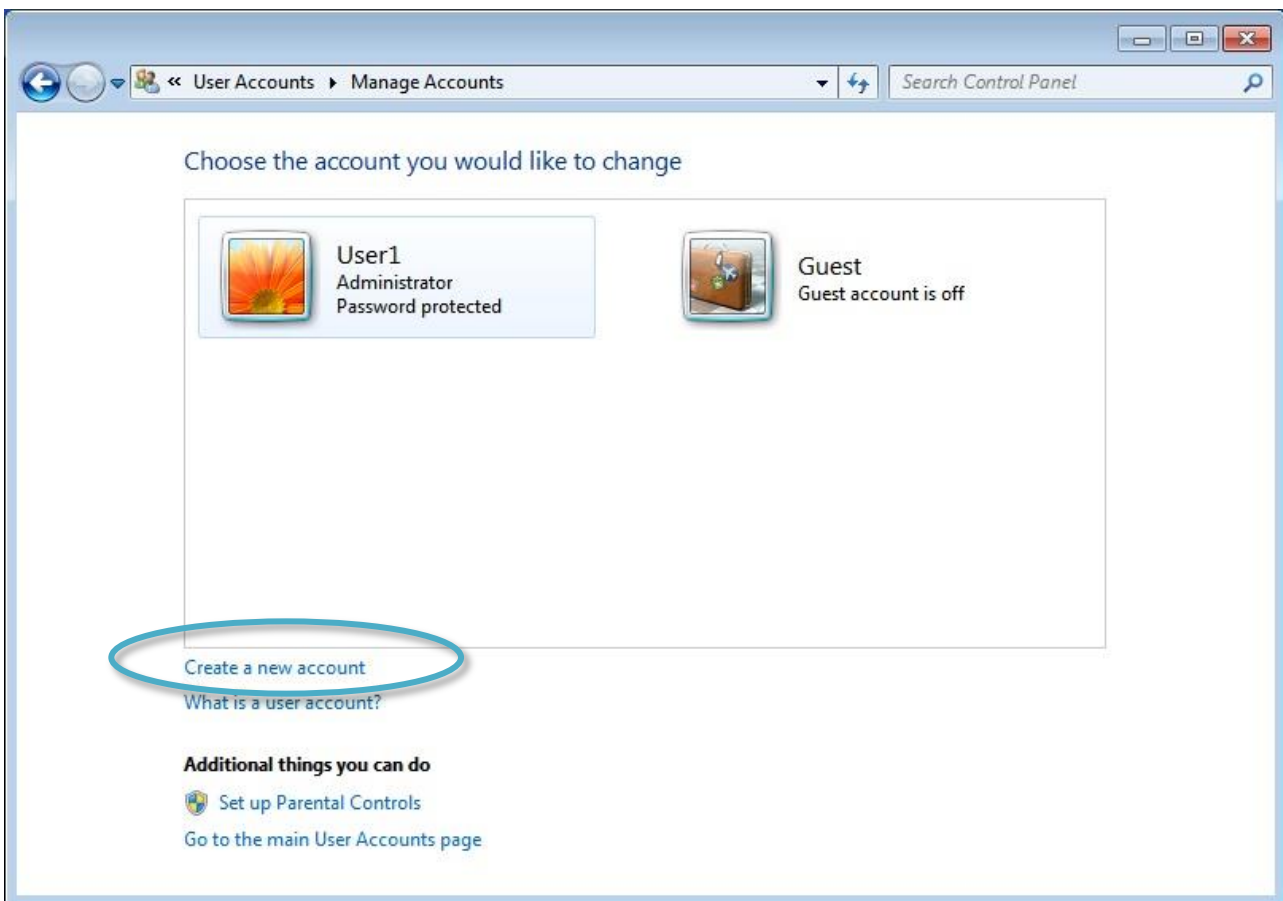 « User Accounts ▸ Manage Accounts
Search Control Panel
Choose the account you would like to change
User1
Administrator
Password protected
Guest
Guest account is off
Create a new account
What is a user account?
Additional things you can do
Set up Parental Controls
Go to the main User Accounts page